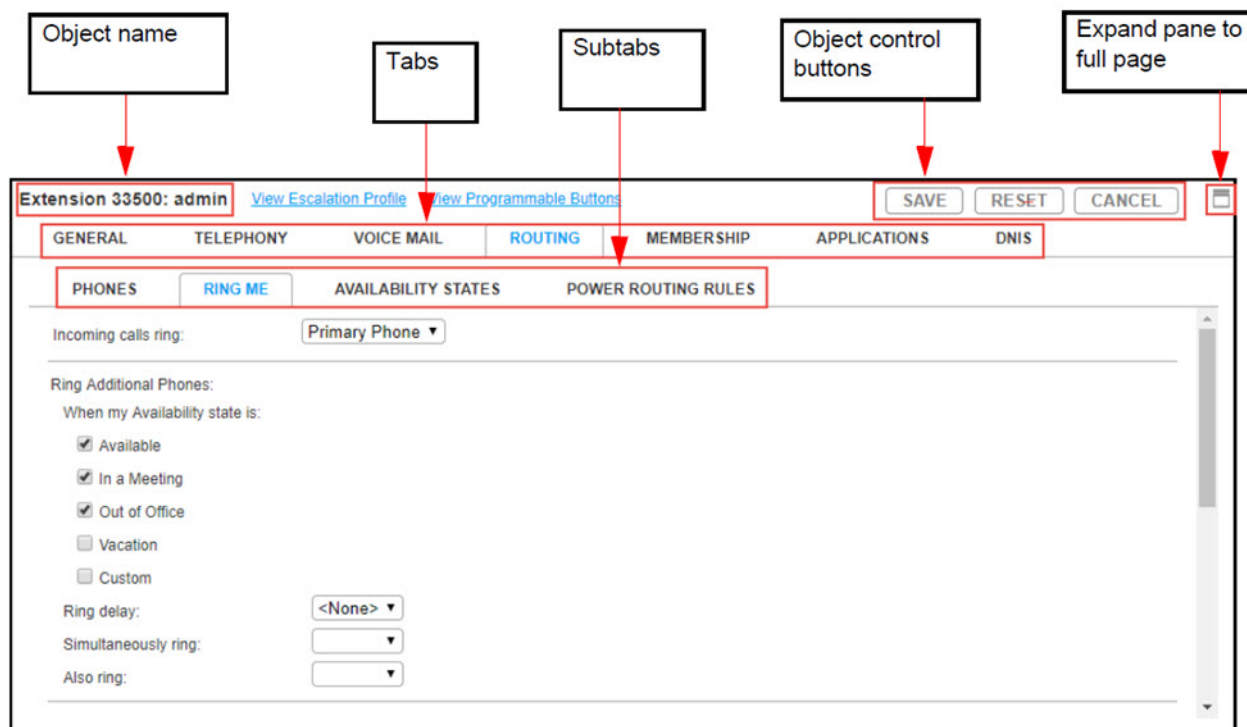 Object name
Tabs
Subtabs
Object control
buttons
Expand pane to
full page
Extension 33500: admin View Escalation Profile View Programmable Buttons SAVE RESET CANCEL
GENERAL TELEPHONY VOICE MAIL ROUTING MEMBERSHIP APPLICATIONS DNIS
PHONES RING ME AVAILABILITY STATES POWER ROUTING RULES
Incoming calls ring: Primary Phone
Ring Additional Phones:
When my Availability state is:
Available
In a Meeting
Out of Office
Vacation
Custom
Ring delay: <None>
Simultaneously ring:
Also ring: